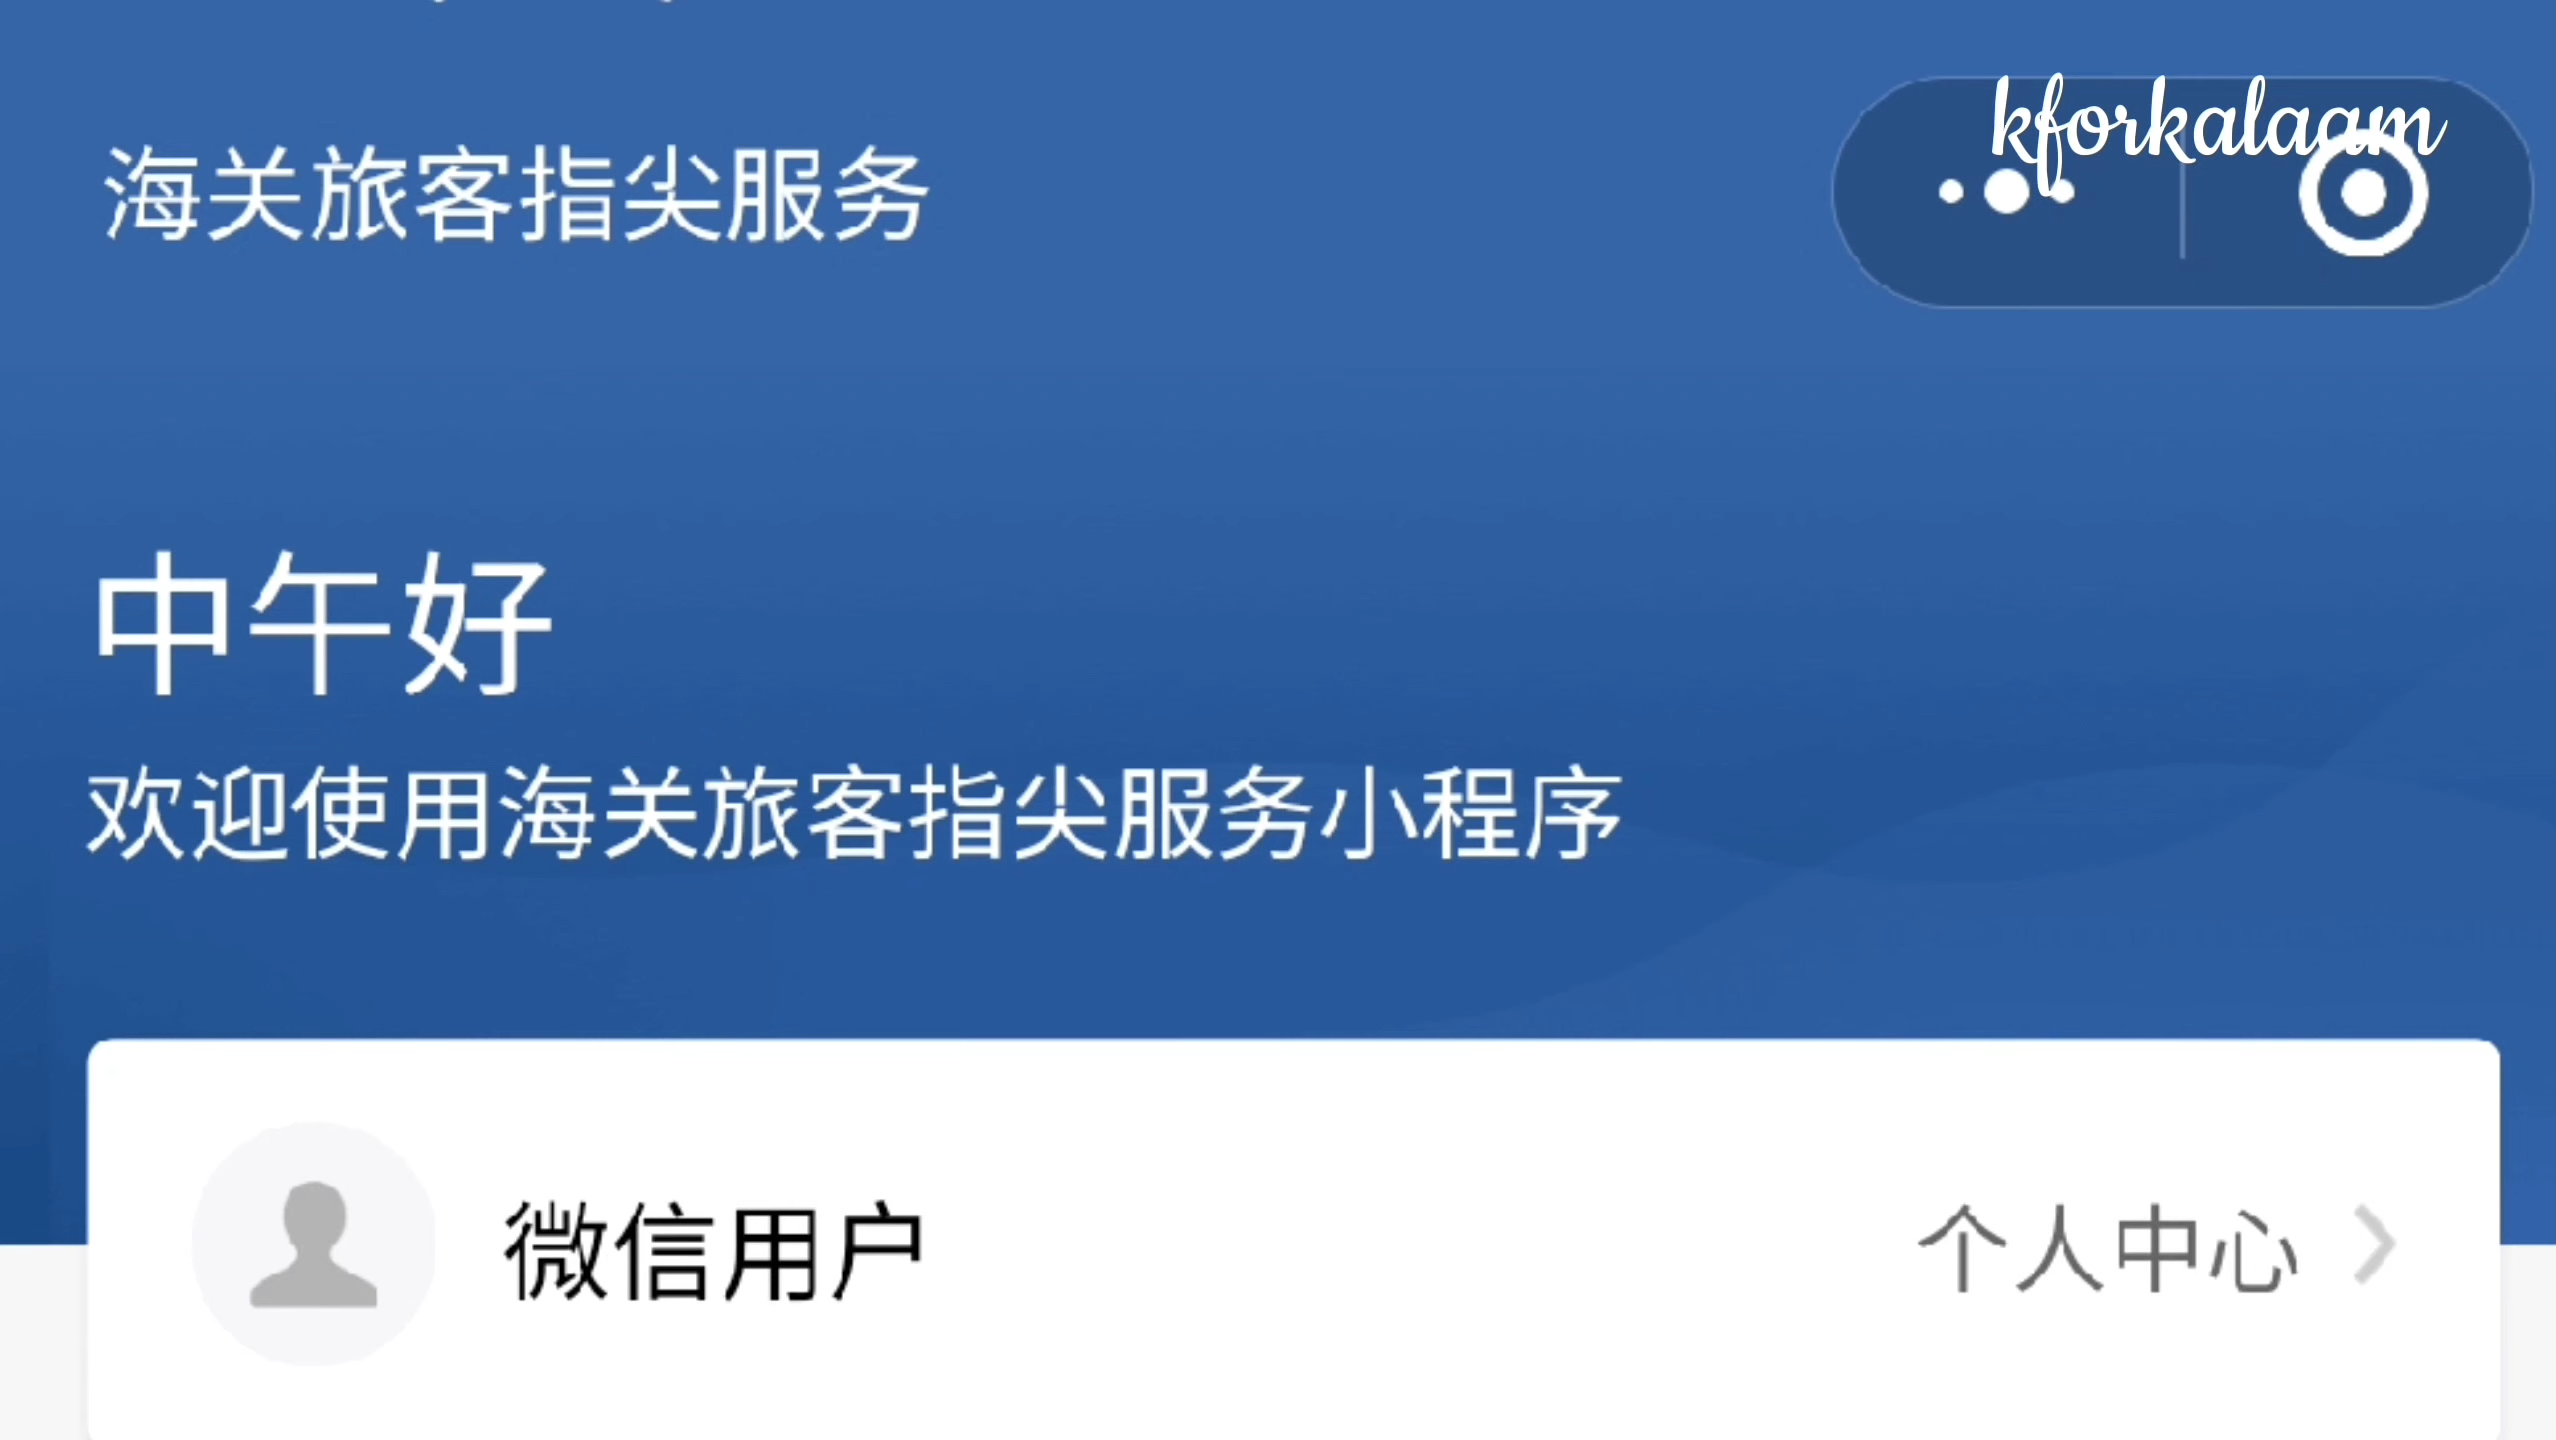 kforkalaam
海关旅客指尖服务
中午好
欢迎使用海关旅客指尖服务小程序
微信用户
个人中心